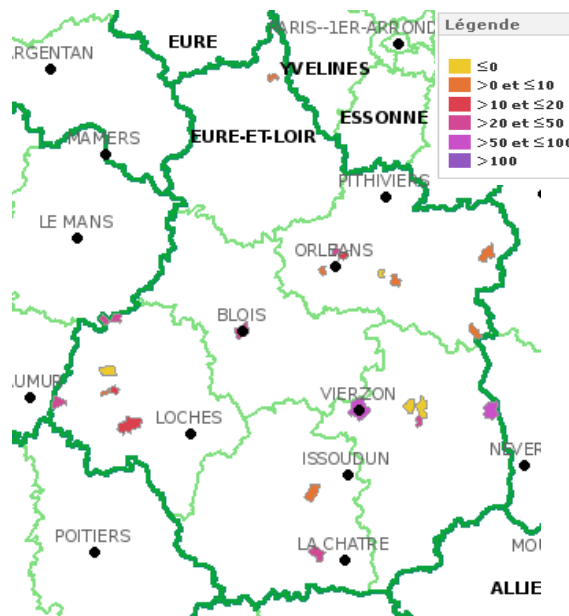 PARIS--1ER-ARROND
Légende
EURE
ARGENTAN
YVELINES
≤0
>0 et ≤10
>10 et ≤20
>20 et ≤50
>50 et ≤100
>100
ESSONNE
EURE-ET-LOIR
MAMERS
PITHIVIERS
LE MANS
ORLEANS
BLOIS
AUMUR
VIERZON
LOCHES
NEVER
ISSOUDUN
POITIERS
LA CHATRE
MOU
ALLIE